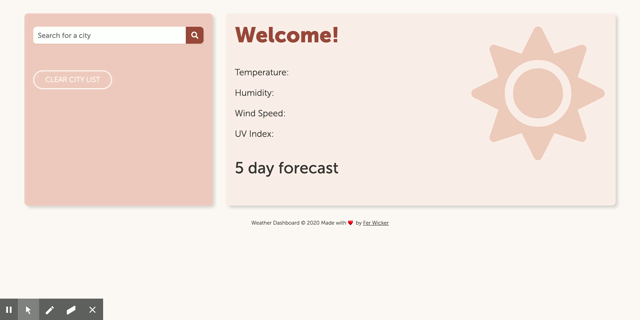 Search for a city
CLEAR CITY LIST
Welcome!
Temperature:
Humidity:
Wind Speed:
UV Index:
5 day forecast
Weather Dashboard © 2020 Made with ❤ by Fer Wicker